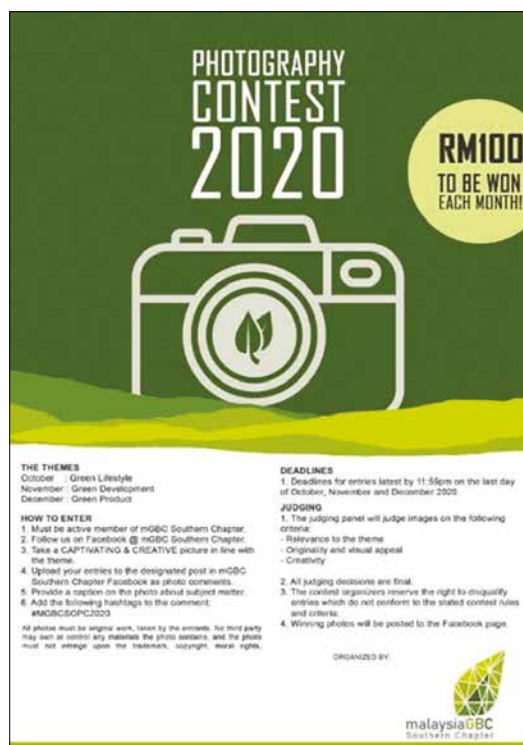 PHOTOGRAPHY
CONTEST
2020
RM100
TO BE WON
EACH MONTH!
THE THEMES
October : Green Lifestyle
November : Green Development
December : Green Product
HOW TO ENTER
1. Must be active member of mGBC Southern Chapter.
2. Follow us on Facebook @ mGBC Southern Chapter.
3. Take a CAPTIVATING & CREATIVE picture in line with
the theme.
4. Upload your entries to the designated post in mGBC
Southern Chapter Facebook as photo comments.
5. Provide a caption on the photo about subject matter.
6. Add the following hashtags to the comment:
#MGBCSOPC2020
All photos must be original work, taken by the entrants. No third party
may own or control any materials the photo contains, and the photo
must not infringe upon the trademark, copyright, moral rights,
DEADLINES
1. Deadlines for entries latest by 11:59pm on the last day
of October, November and December 2020.
JUDGING
1. The judging panel will judge images on the following
criteria:
- Relevance to the theme
- Originality and visual appeal
- Creativity
2. All judging decisions are final.
3. The contest organizers reserve the right to disqualify
entries which do not conform to the stated contest rules
and criteria.
4. Winning photos will be posted to the Facebook page.
ORGANIZED BY:
malaysiaGBC
Southern Chapter